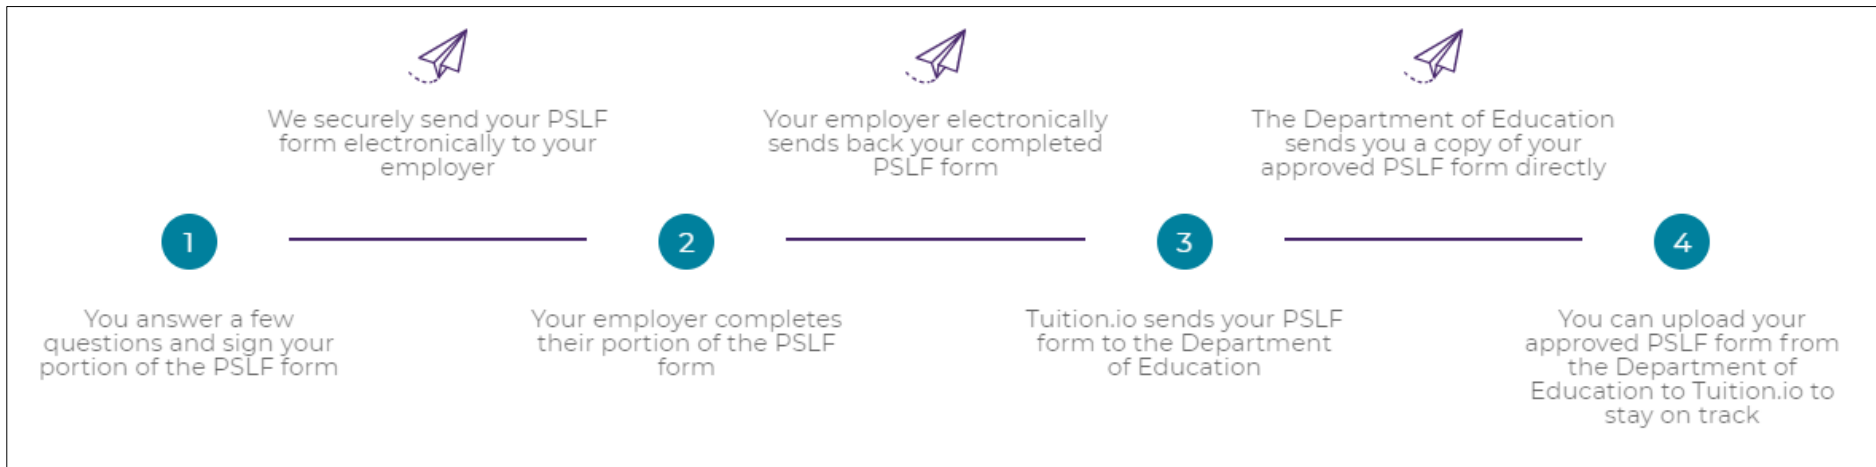 We securely send your PSLF
form electronically to your
employer
Your employer electronically
sends back your completed
PSLF form
The Department of Education
sends you a copy of your
approved PSLF form directly
1
2
3
4
You answer a few
questions and sign your
portion of the PSLF form
Your employer completes
their portion of the PSLF
form
Tuition.io sends your PSLF
form to the Department
of Education
You can upload your
approved PSLF form from
the Department of
Education to Tuition.io to
stay on track